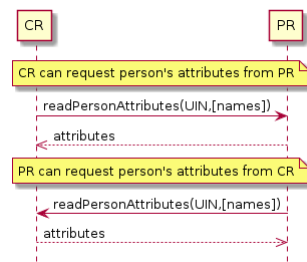 CR PR
CR can request person's attributes from PR
readPersonAttributes(UIN,[names])
attributes
PR can request person's attributes from CR
readPersonAttributes(UIN,[names])
attributes